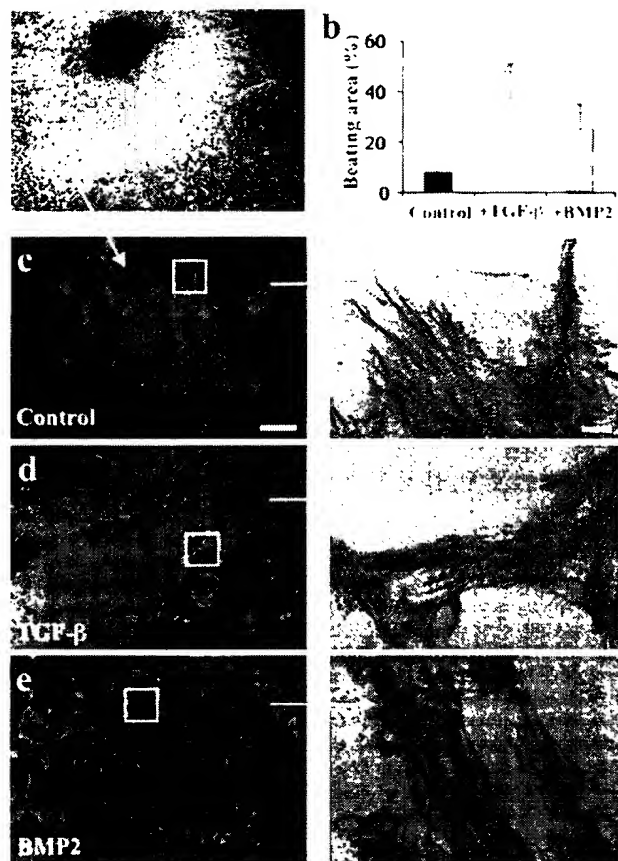 b
60
40
20
0
Beating area (%)
Control +TGF-β +BMP2
c
Control
d
TGF-β
e
BMP2